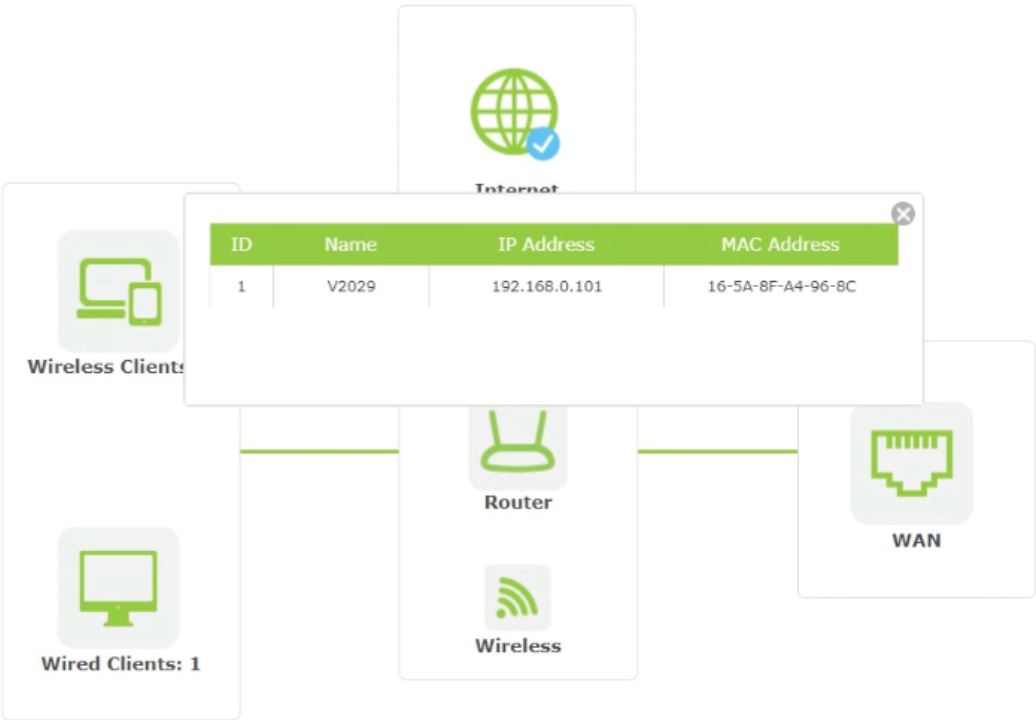 Internet
ID Name IP Address MAC Address
1 V2029 192.168.0.101 16-5A-8F-A4-96-8C
Wireless Clients
Router
WAN
Wireless
Wired Clients: 1